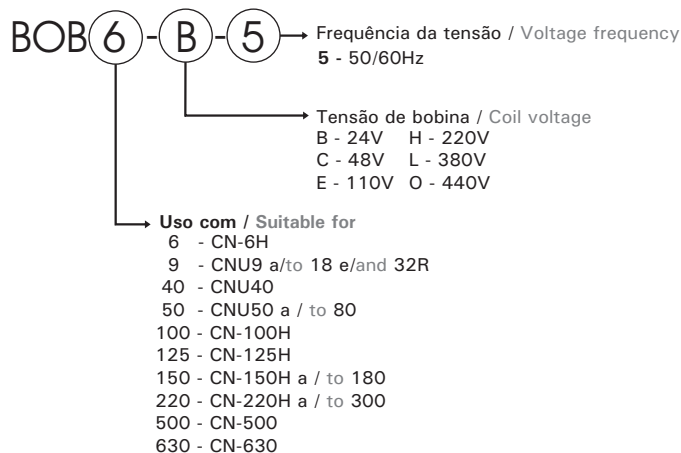 BOB6-B-5
Frequência da tensão / Voltage frequency
5 - 50/60Hz
Tensão de bobina / Coil voltage
B - 24V H - 220V
C - 48V L - 380V
E - 110V O - 440V
Uso com / Suitable for
6 - CN-6H
9 - CNU9 a/to 18 e/and 32R
40 - CNU40
50 - CNU50 a / to 80
100 - CN-100H
125 - CN-125H
150 - CN-150H a / to 180
220 - CN-220H a / to 300
500 - CN-500
630 - CN-630